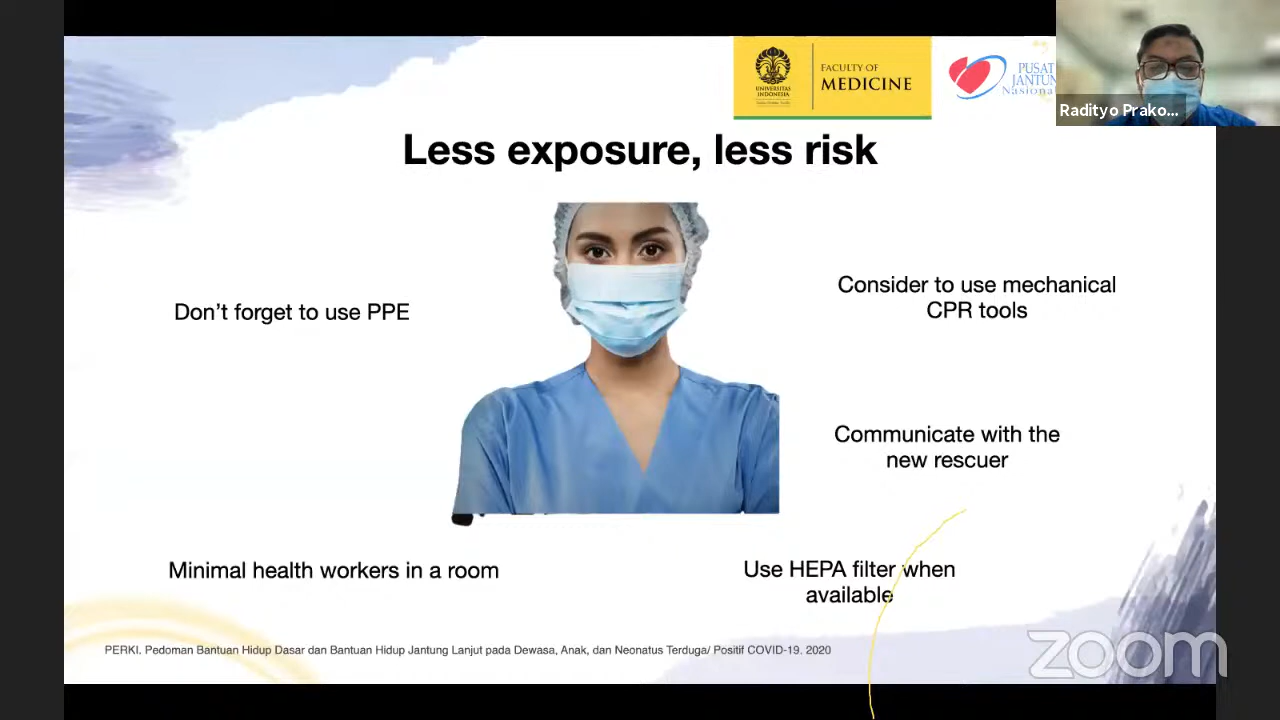 UNIVERSITAS
INDONESIA
FACULTY OF
MEDICINE
PUSAT
JANTUN
Nasional
Radityo Prako...
Less exposure, less risk
Don't forget to use PPE
Consider to use mechanical
CPR tools
Communicate with the
new rescuer
Minimal health workers in a room
Use HEPA filter when
available
PERKI. Pedoman Bantuan Hidup Dasar dan Bantuan Hidup Jantung Lanjut pada Dewasa, Anak, dan Neonatus Terduga/ Positif COVID-19. 2020
zoom